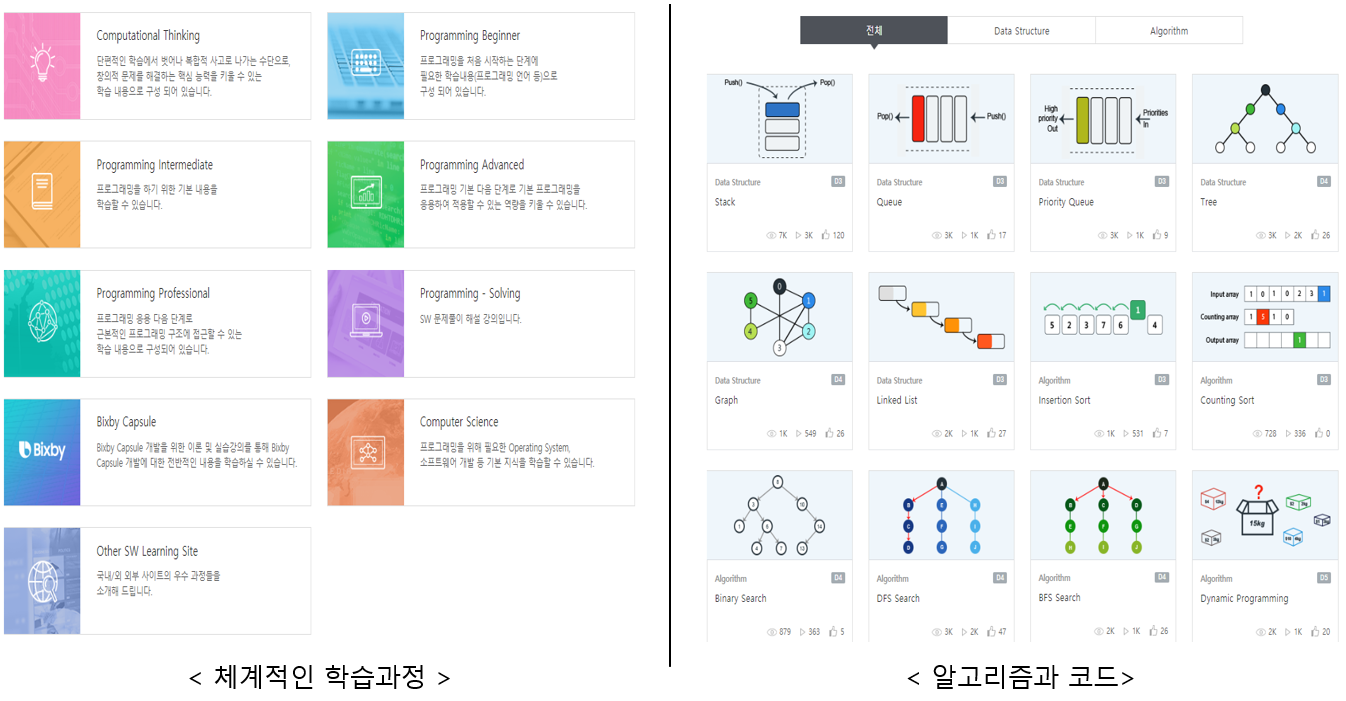 Computational Thinking
단편적인 학습에서 벗어나 복합적 사고로 나가는 수단으로,
창의적 문제를 해결하는 핵심 능력을 키울 수 있는
학습 내용으로 구성 되어 있습니다.
Programming Beginner
프로그래밍을 처음 시작하는 단계에
필요한 학습내용(프로그래밍 언어 등)으로
구성 되어 있습니다.
Programming Intermediate
프로그래밍을 하기 위한 기본 내용을
학습할 수 있습니다.
Programming Advanced
프로그래밍 기본 다음 단계로 기본 프로그래밍을
응용하여 적용할 수 있는 역량을 키울 수 있습니다.
Programming Professional
프로그래밍 응용 다음 단계로
근본적인 프로그래밍 구조에 접근할 수 있는
학습 내용으로 구성되어 있습니다.
Programming - Solving
SW 문제풀이 해설 강의입니다.
Bixby
Bixby Capsule
Bixby Capsule 개발을 위한 이론 및 실습강의를 통해 Bixby
Capsule 개발에 대한 전반적인 내용을 학습하실 수 있습니다.
Computer Science
프로그래밍을 위해 필요한 Operating System,
소프트웨어 개발 등 기본 지식을 학습할 수 있습니다.
Other SW Learning Site
국내/외 외부 사이트의 우수 과정들을
소개해 드립니다.
< 체계적인 학습과정 >
전체 Data Structure Algorithm
Push() Pop()
Data Structure D3
Stack
7K 3K 120
Pop() Push()
Data Structure D3
Queue
3K 1K 17
High
priority
Out
Priorities
In
Data Structure D3
Priority Queue
3K 1K 9
Data Structure D4
Tree
3K 2K 26
0
5 1
4 2
3
Data Structure D4
Graph
1K 549 26
Data Structure D3
Linked List
2K 1K 27
1
5 2 3 7 6 4
Algorithm D3
Insertion Sort
1K 531 7
Input array 1 0 1 0 2 3 1
Counting array 1 5 1 0
Output array 1
Algorithm D3
Counting Sort
728 336 0
Algorithm D4
Binary Search
879 363 5
A
B E H
C F I
D G J
Algorithm D4
DFS Search
3K 2K 47
A
B C D
E F G
H I J
Algorithm D4
BFS Search
2K 1K 26
?
15kg
Algorithm D5
Dynamic Programming
2K 1K 20
< 알고리즘과 코드>